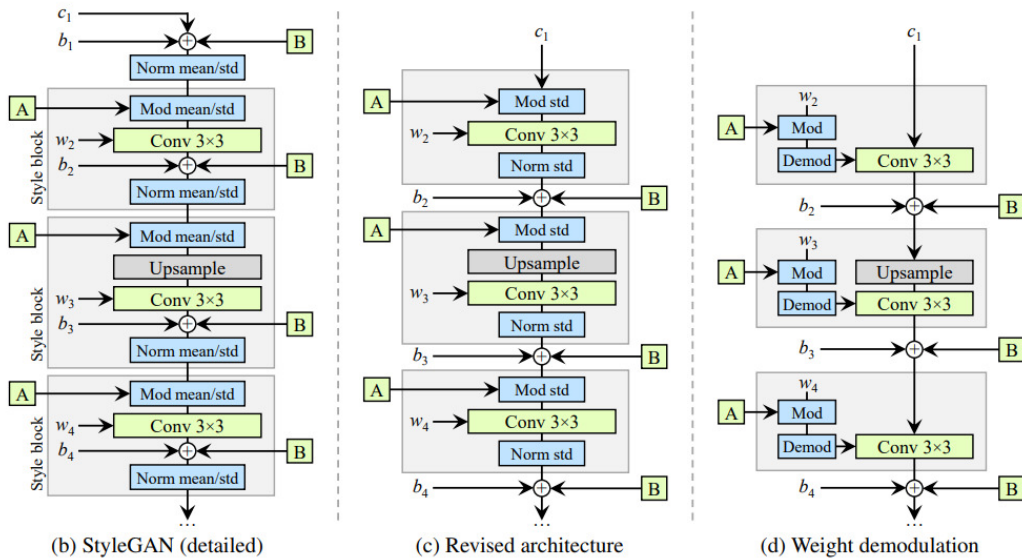 c1
b1
B
Norm mean/std
A
Mod mean/std
w2
Conv 3×3
b2
B
Norm mean/std
Style block
A
Mod mean/std
Upsample
w3
Conv 3×3
b3
B
Norm mean/std
Style block
A
Mod mean/std
w4
Conv 3×3
b4
B
Norm mean/std
Style block
...
(b) StyleGAN (detailed)
c1
A
Mod std
w2
Conv 3×3
Norm std
b2
B
A
Mod std
Upsample
w3
Conv 3×3
Norm std
b3
B
A
Mod std
w4
Conv 3×3
Norm std
b4
B
...
(c) Revised architecture
c1
w2
A
Mod
Demod
Conv 3×3
b2
B
w3
A
Mod
Upsample
Demod
Conv 3×3
b3
B
w4
A
Mod
Demod
Conv 3×3
b4
B
...
(d) Weight demodulation